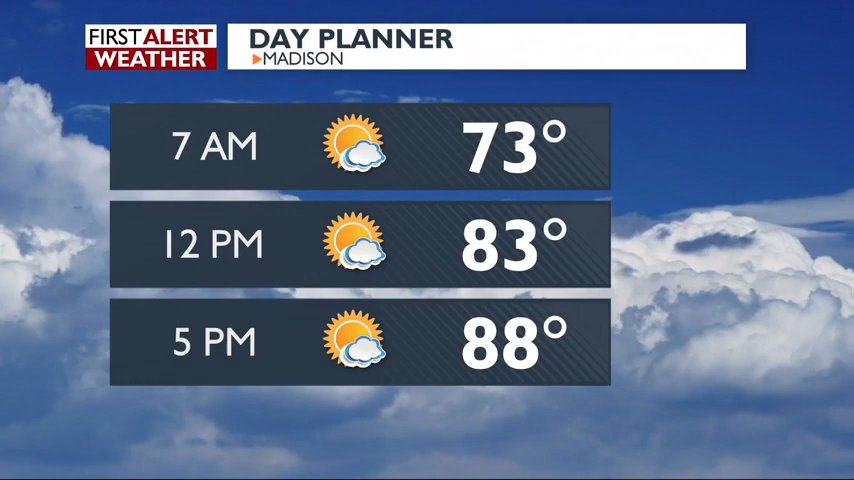 FIRST ALERT
WEATHER
DAY PLANNER
MADISON
7 AM 73°
12 PM 83°
5 PM 88°